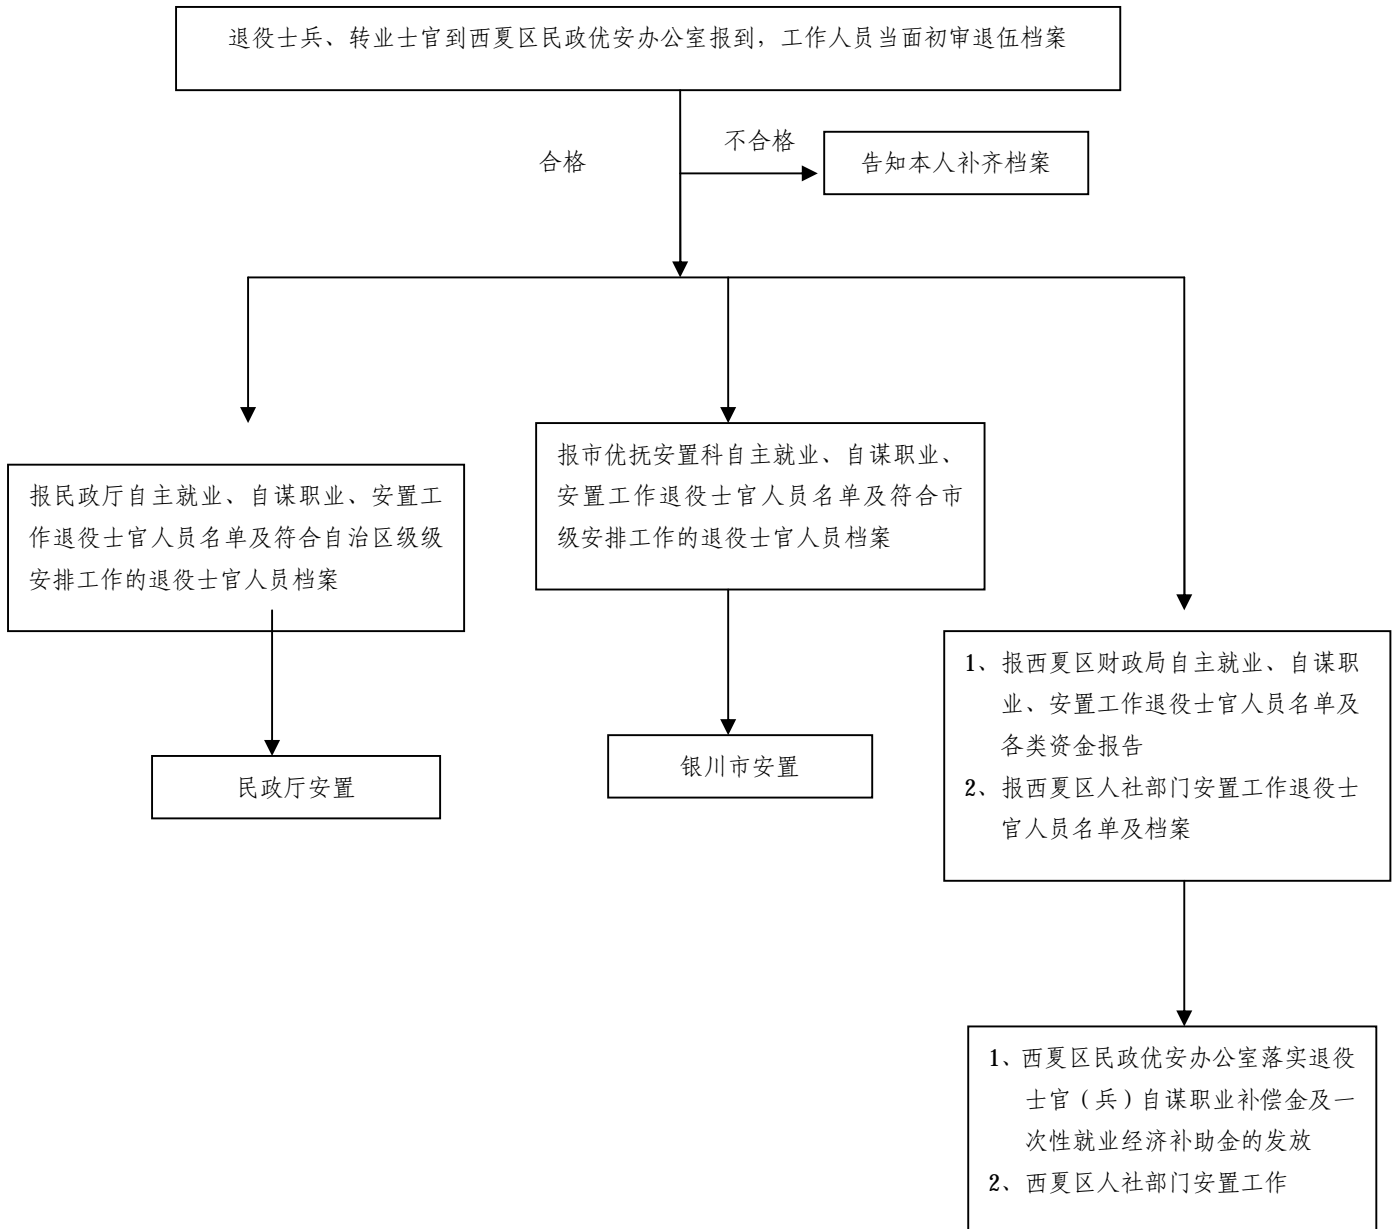 退役士兵、转业士官到西夏区民政优安办公室报到，工作人员当面初审退伍档案
不合格
合格
告知本人补齐档案
报民政厅自主就业、自谋职业、安置工
作退役士官人员名单及符合自治区级级
安排工作的退役士官人员档案
报市优抚安置科自主就业、自谋职业、
安置工作退役士官人员名单及符合市
级安排工作的退役士官人员档案
1、报西夏区财政局自主就业、自谋职
业、安置工作退役士官人员名单及
各类资金报告
2、报西夏区人社部门安置工作退役士
官人员名单及档案
民政厅安置
银川市安置
1、西夏区民政优安办公室落实退役
士官（兵）自谋职业补偿金及一
次性就业经济补助金的发放
2、西夏区人社部门安置工作